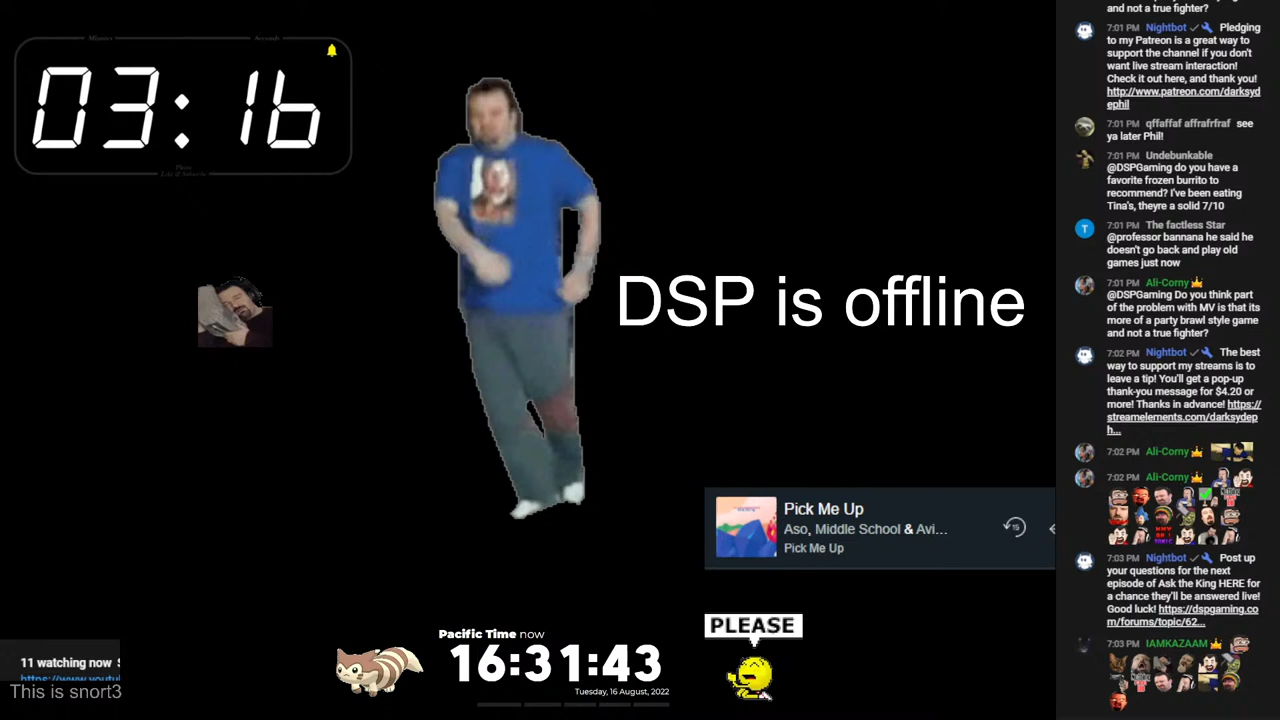 Minutes
Seconds
03:16
DSP is offline
Pick Me Up
Aso, Middle School & Avi...
Pick Me Up
15
PLEASE
Pacific Time now
16:31:43
Tuesday, 16 August, 2022
11 watching now
This is snort3
and not a true fighter?
7:01 PM Nightbot Pledging
to my Patreon is a great way to
support the channel if you don't
want live stream interaction!
Check it out here, and thank you!
http://www.patreon.com/darksyd
ephil
7:01 PM qffaffaf affrafrfraf see
ya later Phil!
7:01 PM Undebunkable
@DSPGaming do you have a
favorite frozen burrito to
recommend? I've been eating
Tina's, theyre a solid 7/10
7:01 PM The factless Star
@professor bannana he said he
doesn't go back and play old
games just now
7:01 PM Ali-Corny
@DSPGaming Do you think part
of the problem with MV is that its
more of a party brawl style game
and not a true fighter?
7:02 PM Nightbot The best
way to support my streams is to
leave a tip! You'll get a pop-up
thank-you message for $4.20 or
more! Thanks in advance! https://
streamelements.com/darksydep
h...
7:02 PM Ali-Corny
7:02 PM Ali-Corny
7:03 PM Nightbot Post up
your questions for the next
episode of Ask the King HERE for
a chance they'll be answered live!
Good luck! https://dspgaming.co
m/forums/topic/62...
7:03 PM IAMKAZAAM